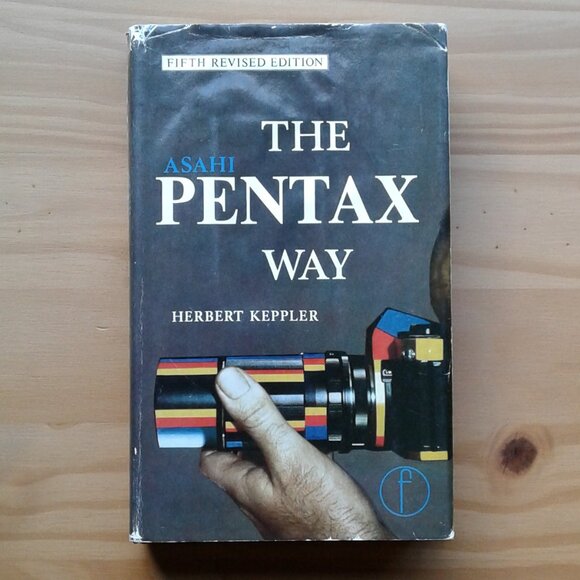 FIFTH REVISED EDITION
THE
ASAHI
PENTAX
WAY
HERBERT KEPPLER
f